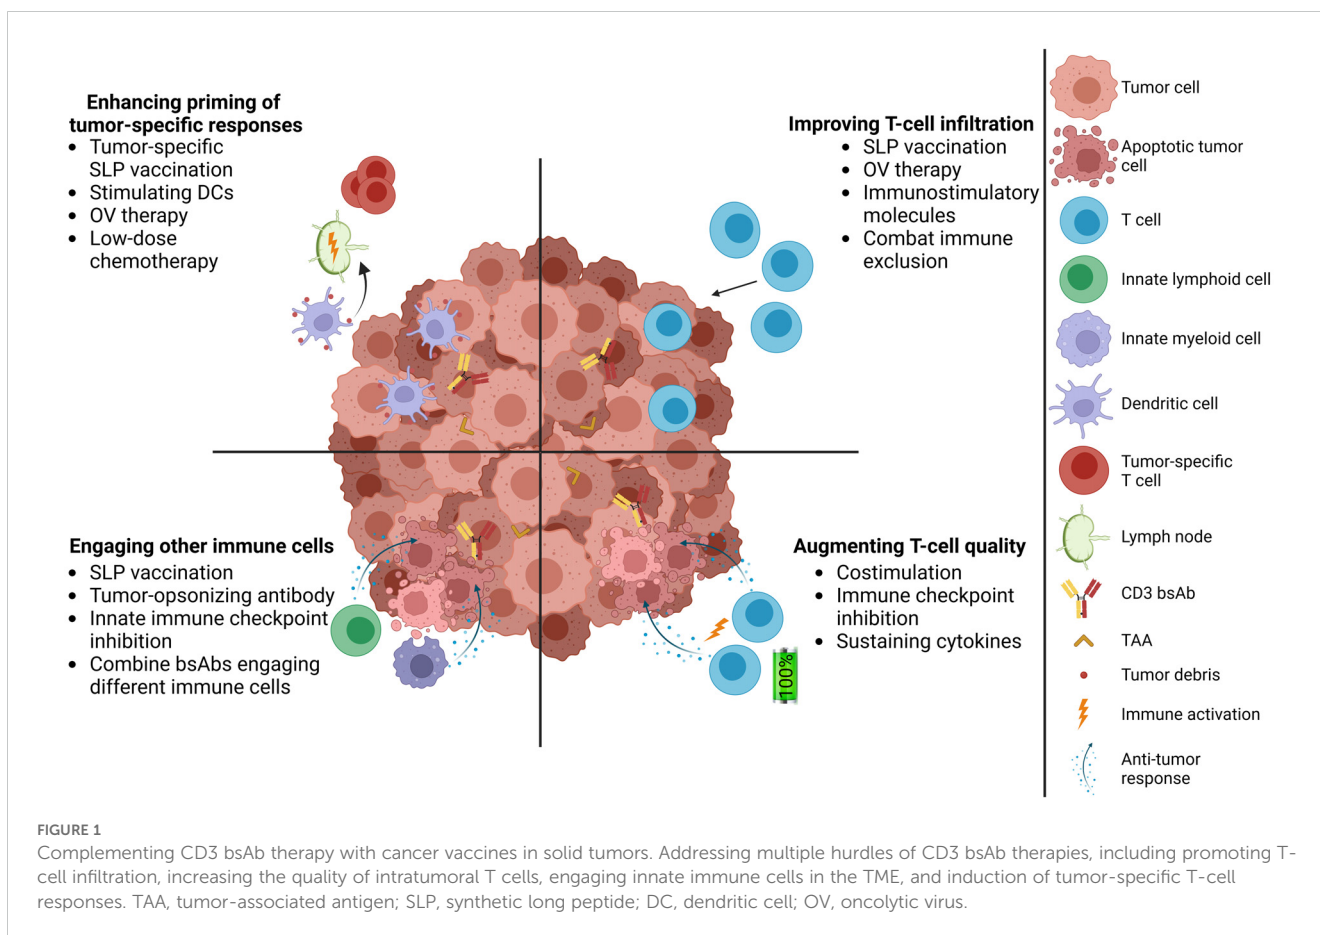 Enhancing priming of
tumor-specific responses
• Tumor-specific
SLP vaccination
• Stimulating DCs
• OV therapy
• Low-dose
chemotherapy
Improving T-cell infiltration
• SLP vaccination
• OV therapy
• Immunostimulatory
molecules
• Combat immune
exclusion
Engaging other immune cells
• SLP vaccination
• Tumor-opsonizing antibody
• Innate immune checkpoint
inhibition
• Combine bsAbs engaging
different immune cells
Augmenting T-cell quality
• Costimulation
• Immune checkpoint
inhibition
• Sustaining cytokines
100%
Tumor cell
Apoptotic tumor
cell
T cell
Innate lymphoid cell
Innate myeloid cell
Dendritic cell
Tumor-specific
T cell
Lymph node
CD3 bsAb
TAA
Tumor debris
Immune activation
Anti-tumor
response
FIGURE 1
Complementing CD3 bsAb therapy with cancer vaccines in solid tumors. Addressing multiple hurdles of CD3 bsAb therapies, including promoting T-
cell infiltration, increasing the quality of intratumoral T cells, engaging innate immune cells in the TME, and induction of tumor-specific T-cell
responses. TAA, tumor-associated antigen; SLP, synthetic long peptide; DC, dendritic cell; OV, oncolytic virus.